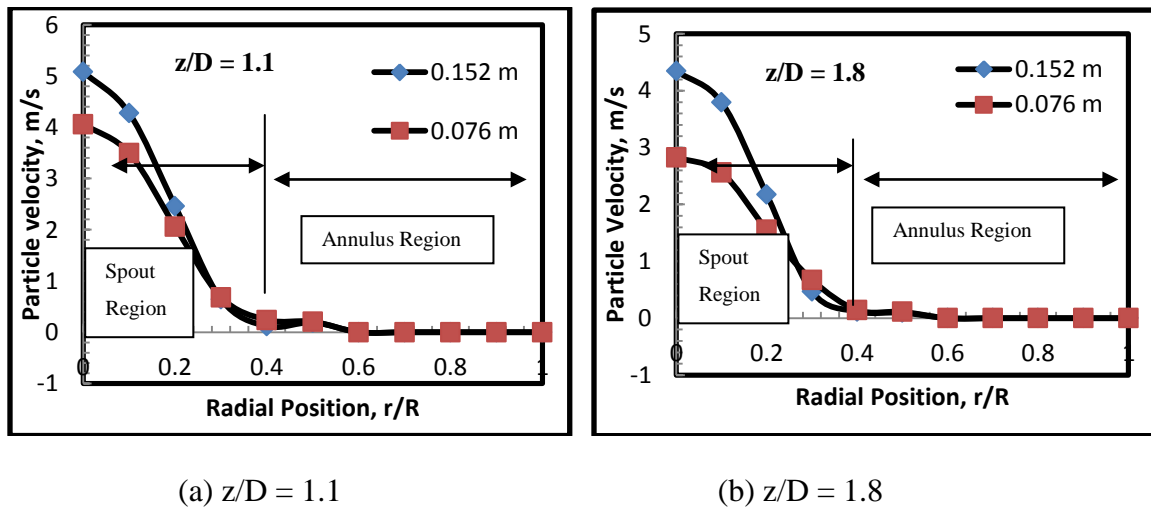 z/D = 1.1
0.152 m
0.076 m
Particle velocity, m/s
6
5
4
3
2
1
0
-1
Spout
Region
Annulus Region
0 0.2 0.4 0.6 0.8 1
Radial Position, r/R
z/D = 1.8
0.152 m
0.076 m
Particle Velocity, m/s
5
4
3
2
1
0
-1
Spout
Region
Annulus Region
0 0.2 0.4 0.6 0.8 1
Radial Position, r/R
(a) z/D = 1.1
(b) z/D = 1.8